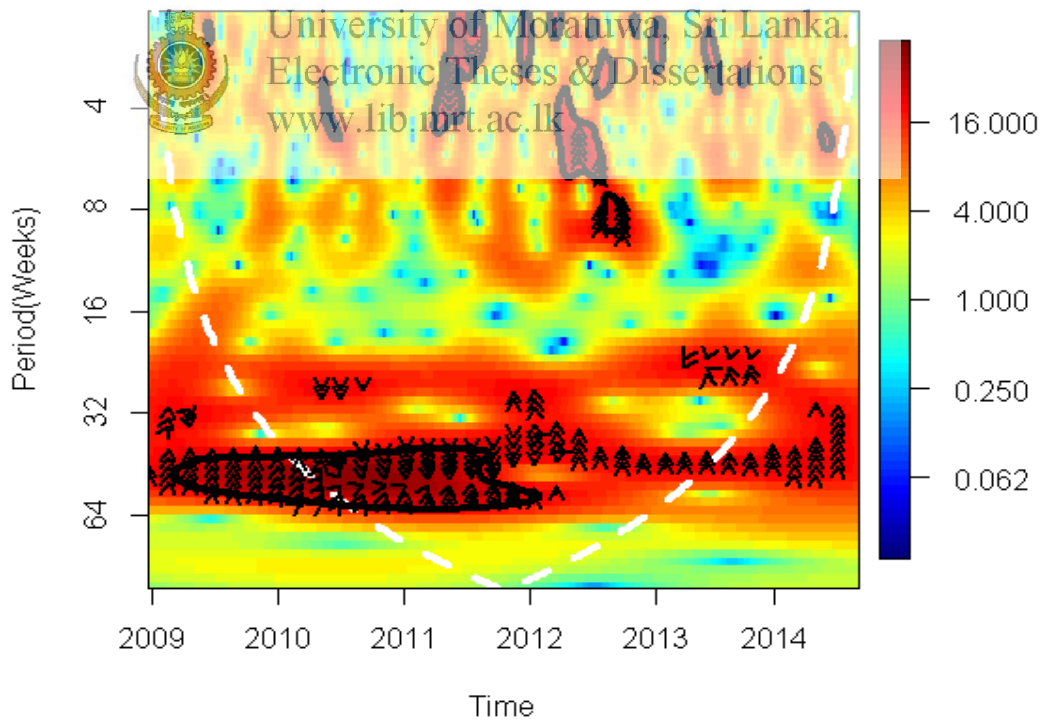 University of Moratuwa, Sri Lanka.
Electronic Theses & Dissertations
www.lib.mrt.ac.lk
Period(Weeks)
4
8
16
32
64
16.000
4.000
1.000
0.250
0.062
2009 2010 2011 2012 2013 2014
Time